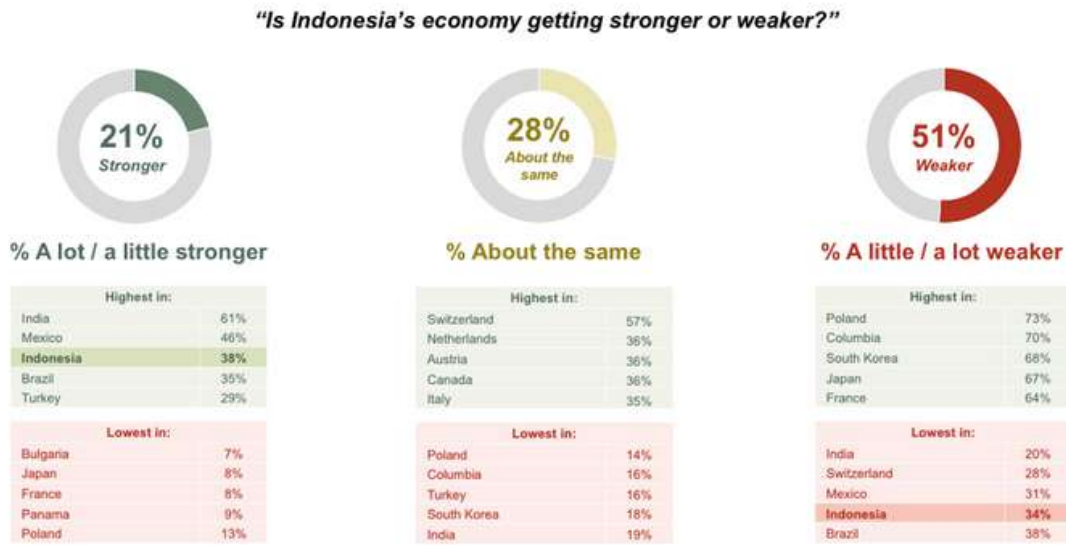 “Is Indonesia’s economy getting stronger or weaker?”
21%
Stronger
28%
About the
same
51%
Weaker
% A lot / a little stronger
% About the same
% A little / a lot weaker
Highest in:
India 61%
Mexico 46%
Indonesia 38%
Brazil 35%
Turkey 29%
Lowest in:
Bulgaria 7%
Japan 8%
France 8%
Panama 9%
Poland 13%
Highest in:
Switzerland 57%
Netherlands 36%
Austria 36%
Canada 36%
Italy 35%
Lowest in:
Poland 14%
Columbia 16%
Turkey 16%
South Korea 18%
India 19%
Highest in:
Poland 73%
Columbia 70%
South Korea 68%
Japan 67%
France 64%
Lowest in:
India 20%
Switzerland 28%
Mexico 31%
Indonesia 34%
Brazil 38%